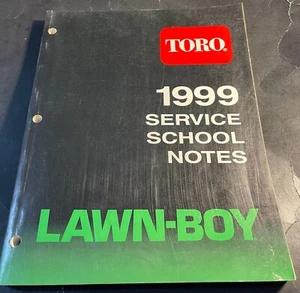 TORO®
1999
SERVICE
SCHOOL
NOTES
LAWN-BOY